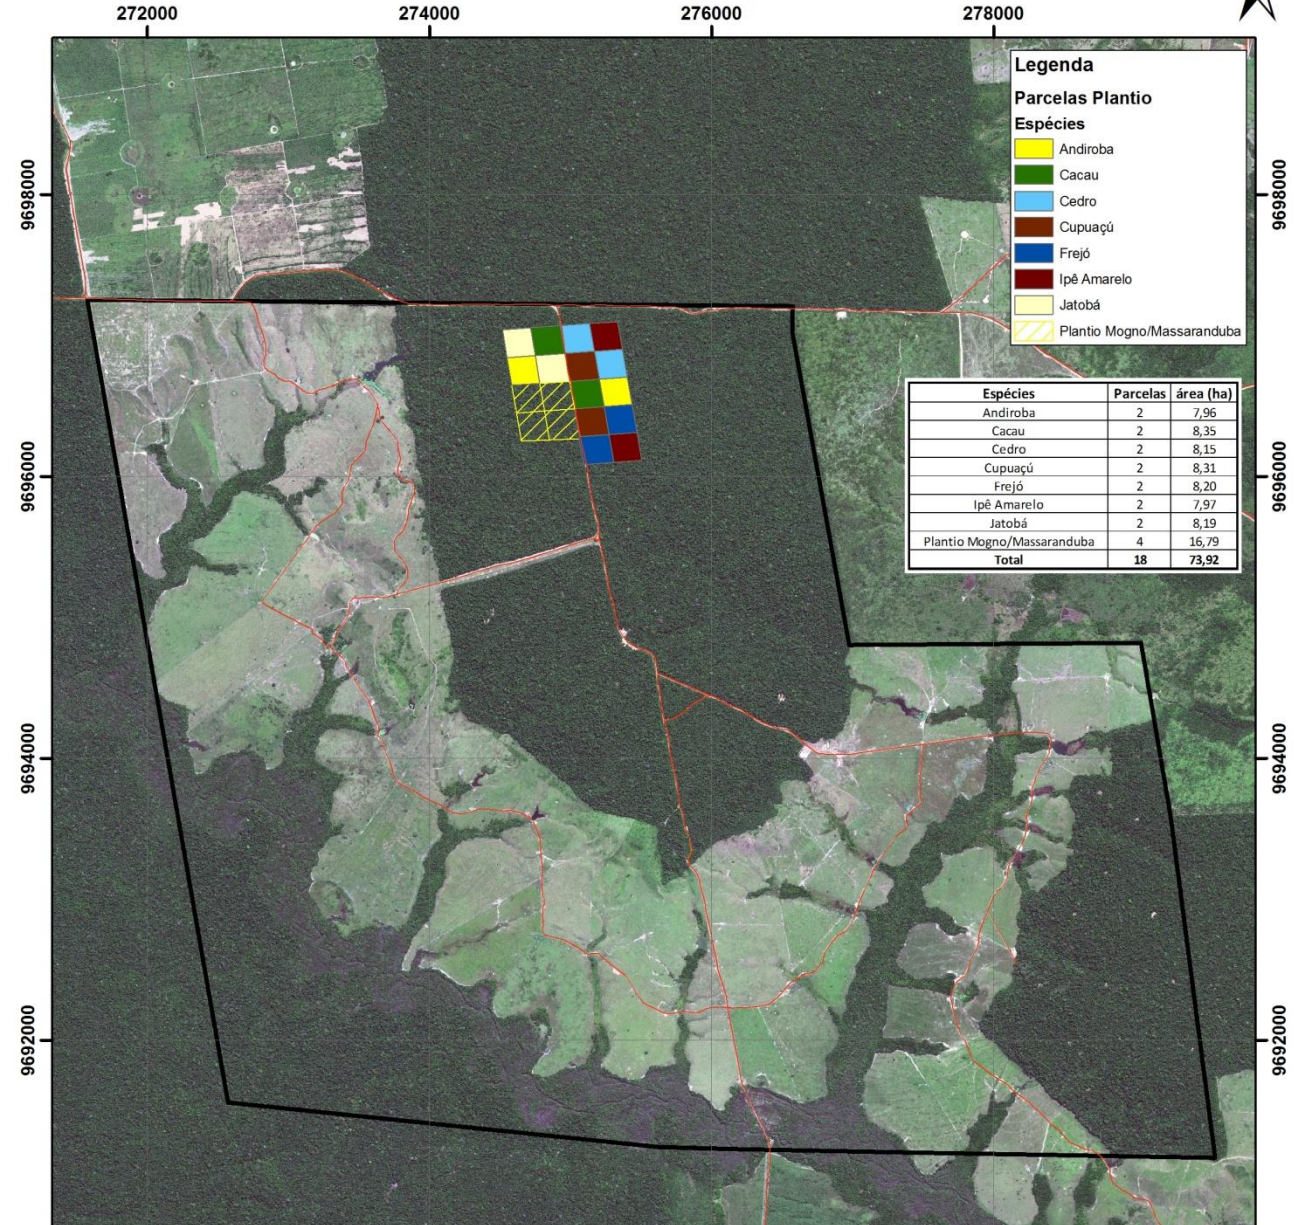 272000 274000 276000 278000
Legenda
Parcelas Plantio
Espécies
Andiroba
Cacau
Cedro
Cupuaçú
Frejó
Ipê Amarelo
Jatobá
Plantio Mogno/Massaranduba
9698000 9698000
Espécies Parcelas área (ha)
Andiroba 2 7,96
Cacau 2 8,35
Cedro 2 8,15
Cupuaçú 2 8,31
Frejó 2 8,20
Ipê Amarelo 2 7,97
Jatobá 2 8,19
Plantio Mogno/Massaranduba 4 16,79
Total 18 73,92
9696000 9696000
9694000 9694000
9692000 9692000